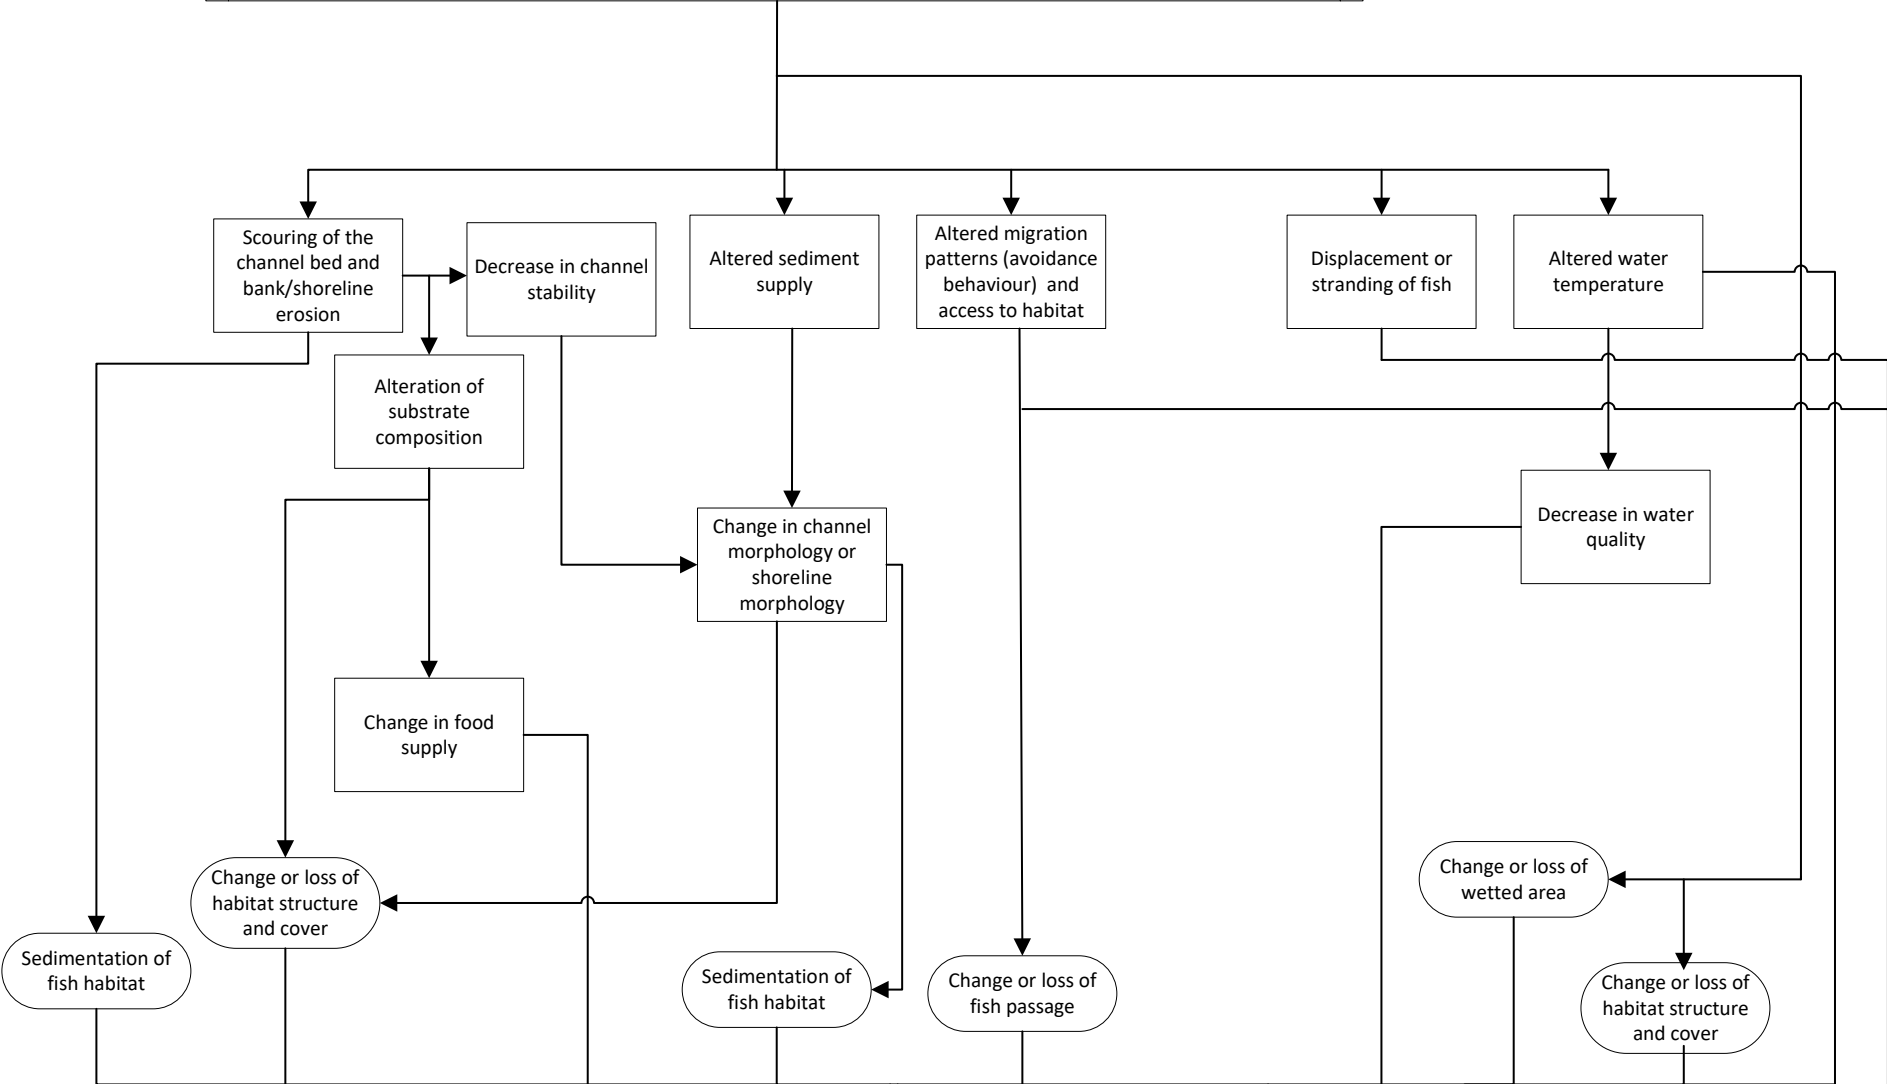 Scouring of the
channel bed and
bank/shoreline
erosion
Decrease in channel
stability
Altered sediment
supply
Altered migration
patterns (avoidance
behaviour) and
access to habitat
Displacement or
stranding of fish
Altered water
temperature
Alteration of
substrate
composition
Decrease in water
quality
Change in channel
morphology or
shoreline
morphology
Change in food
supply
Change or loss of
habitat structure
and cover
Change or loss of
wetted area
Sedimentation of
fish habitat
Sedimentation of
fish habitat
Change or loss of
fish passage
Change or loss of
habitat structure
and cover